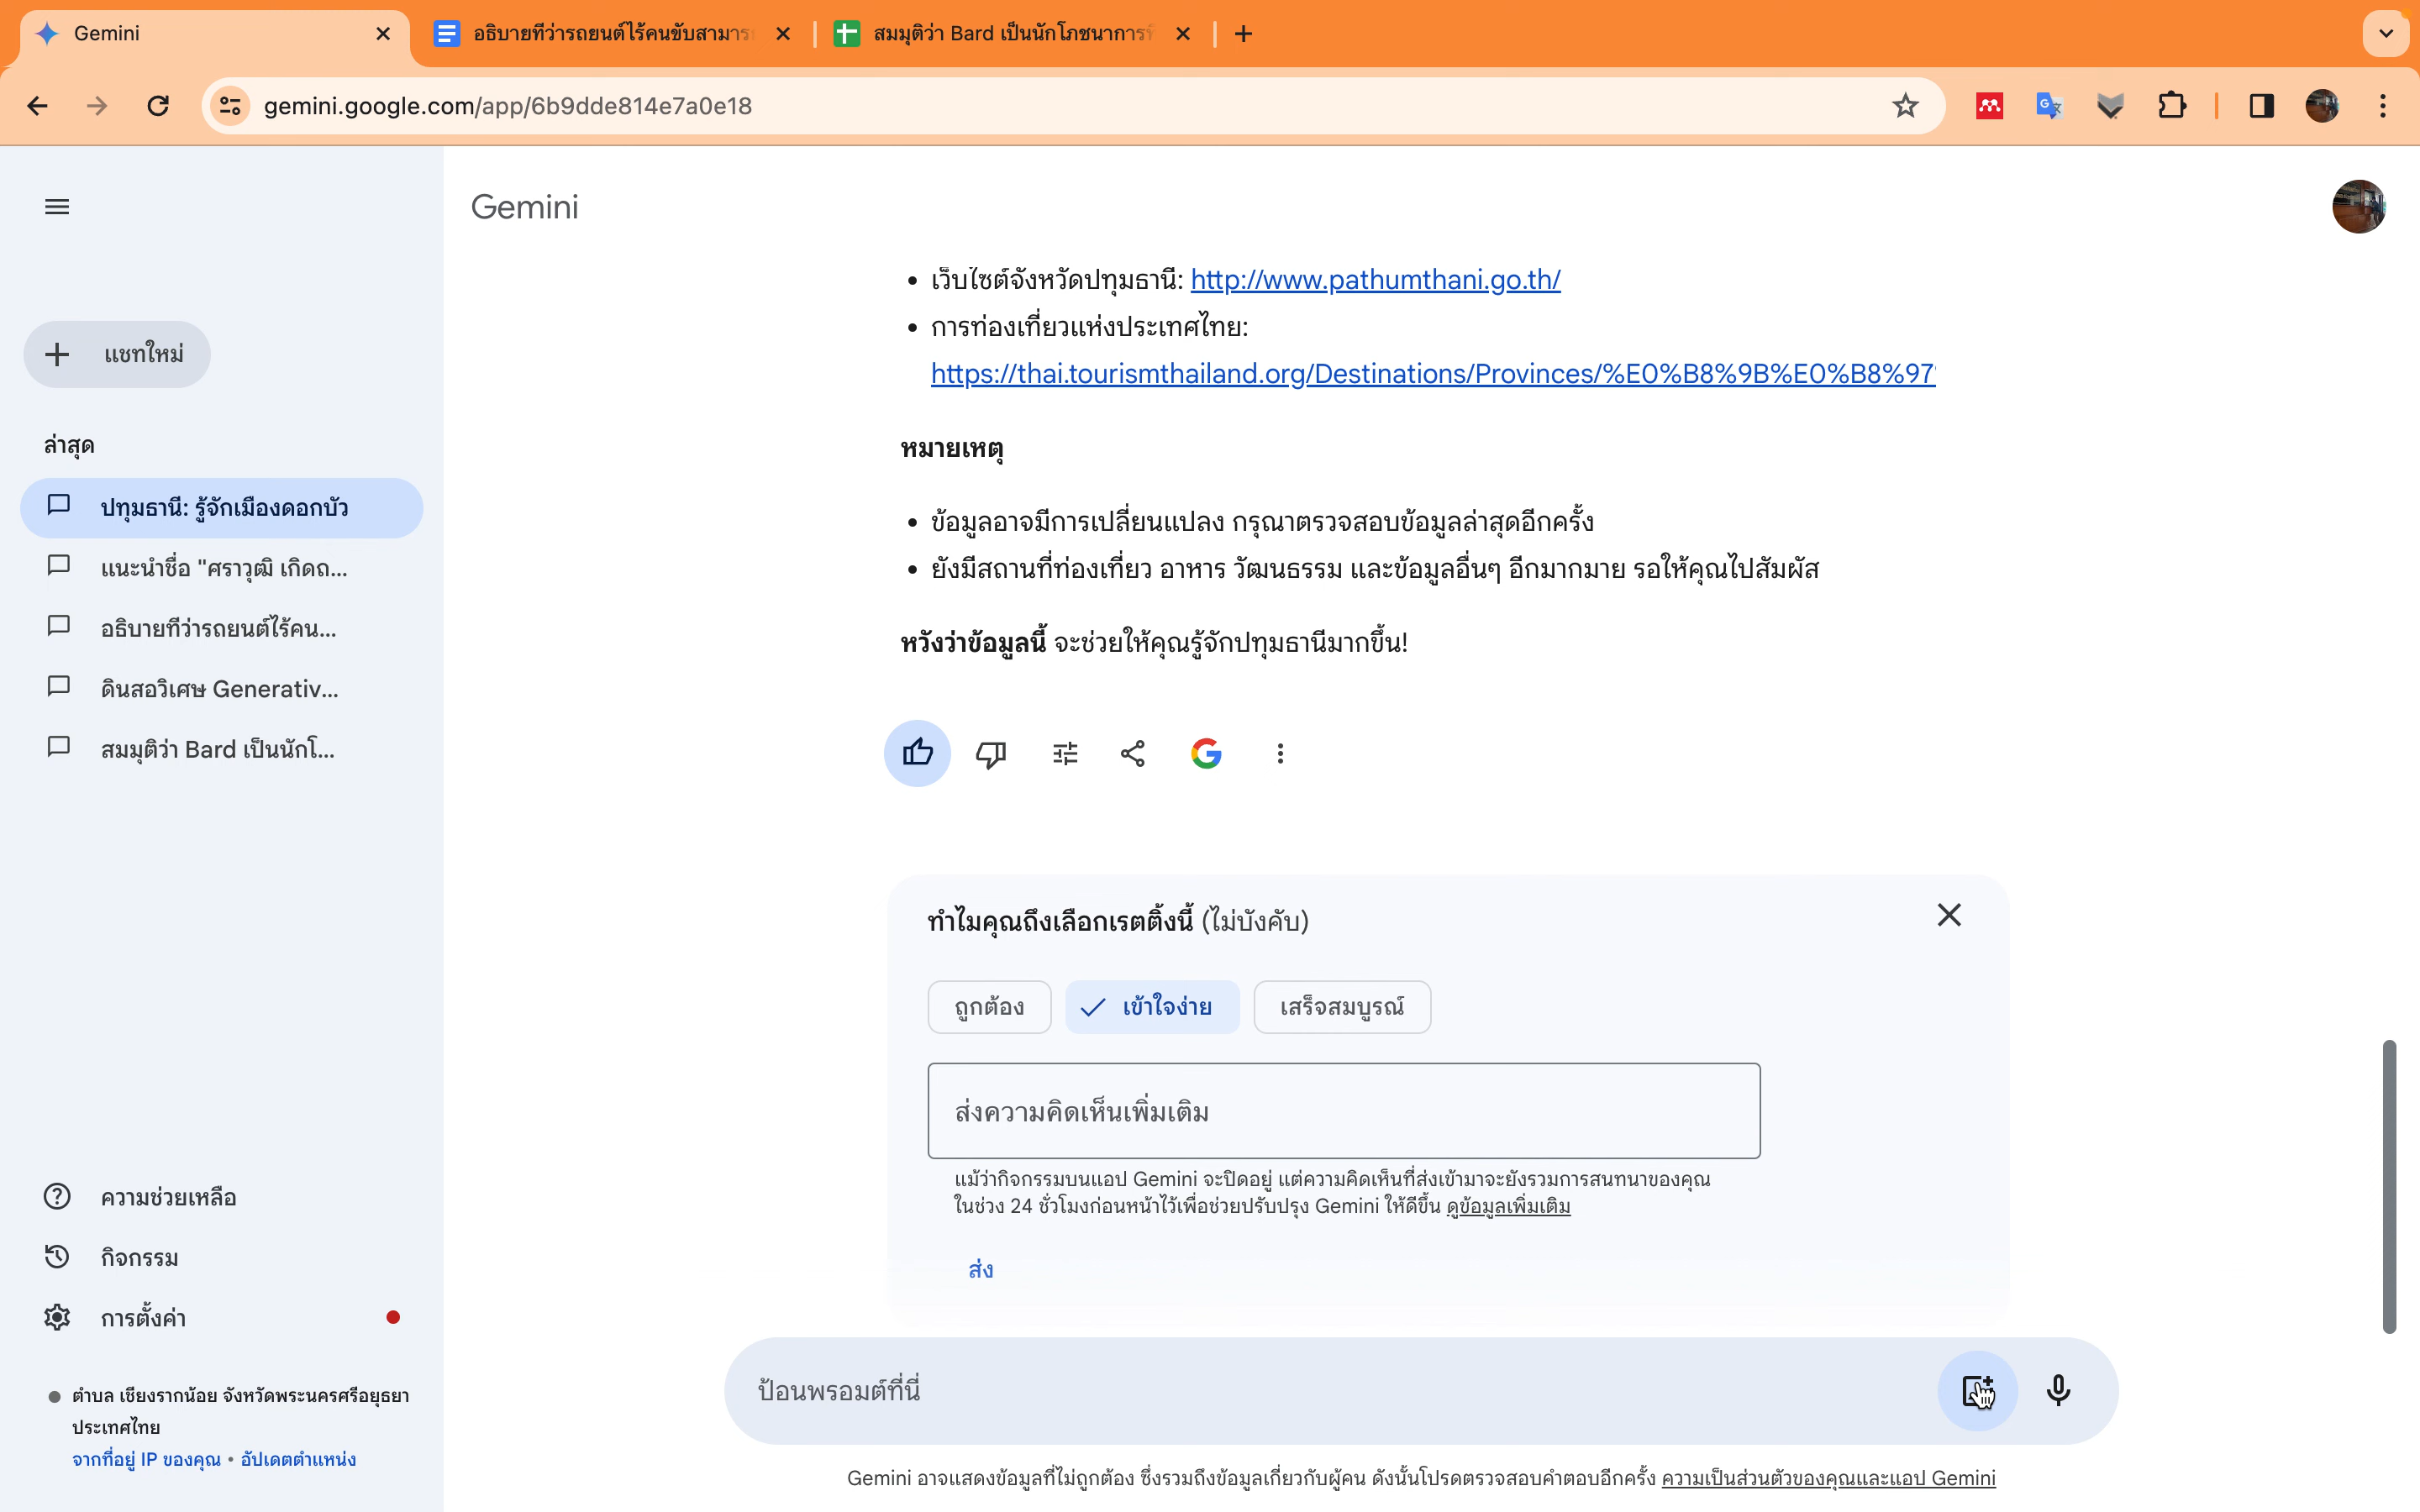 Gemini
อธิบายทีว่ารถยนต์ไร้คนขับสามาร
สมมุติว่า Bard เป็นนักโภชนาการ
gemini.google.com/app/6b9dde814e7a0e18
Gemini
แชทใหม่
ล่าสุด
ปทุมธานี: รู้จักเมืองดอกบัว
แนะนำชื่อ "ศราวุฒิ เกิดถ...
อธิบายทีว่ารถยนต์ไร้คน...
ดินสอวิเศษ Generativ...
สมมุติว่า Bard เป็นนักโ...
ความช่วยเหลือ
กิจกรรม
การตั้งค่า
ตำบล เชียงรากน้อย จังหวัดพระนครศรีอยุธยา
ประเทศไทย
จากที่อยู่ IP ของคุณ • อัปเดตตำแหน่ง
• เว็บไซต์จังหวัดปทุมธานี: http://www.pathumthani.go.th/
• การท่องเที่ยวแห่งประเทศไทย:
https://thai.tourismthailand.org/Destinations/Provinces/%E0%B8%9B%E0%B8%97
หมายเหตุ
• ข้อมูลอาจมีการเปลี่ยนแปลง กรุณาตรวจสอบข้อมูลล่าสุดอีกครั้ง
• ยังมีสถานที่ท่องเที่ยว อาหาร วัฒนธรรม และข้อมูลอื่นๆ อีกมากมาย รอให้คุณไปสัมผัส
หวังว่าข้อมูลนี้ จะช่วยให้คุณรู้จักปทุมธานีมากขึ้น!
ทำไมคุณถึงเลือกเรตติ้งนี้ (ไม่บังคับ)
ถูกต้อง เข้าใจง่าย เสร็จสมบูรณ์
ส่งความคิดเห็นเพิ่มเติม
แม้ว่ากิจกรรมบนแอป Gemini จะปิดอยู่ แต่ความคิดเห็นที่ส่งเข้ามาจะยังรวมการสนทนาของคุณ
ในช่วง 24 ชั่วโมงก่อนหน้าไว้เพื่อช่วยปรับปรุง Gemini ให้ดีขึ้น ดูข้อมูลเพิ่มเติม
ส่ง
ป้อนพรอมต์ที่นี่
Gemini อาจแสดงข้อมูลที่ไม่ถูกต้อง ซึ่งรวมถึงข้อมูลเกี่ยวกับผู้คน ดังนั้นโปรดตรวจสอบคำตอบอีกครั้ง ความเป็นส่วนตัวของคุณและแอป Gemini